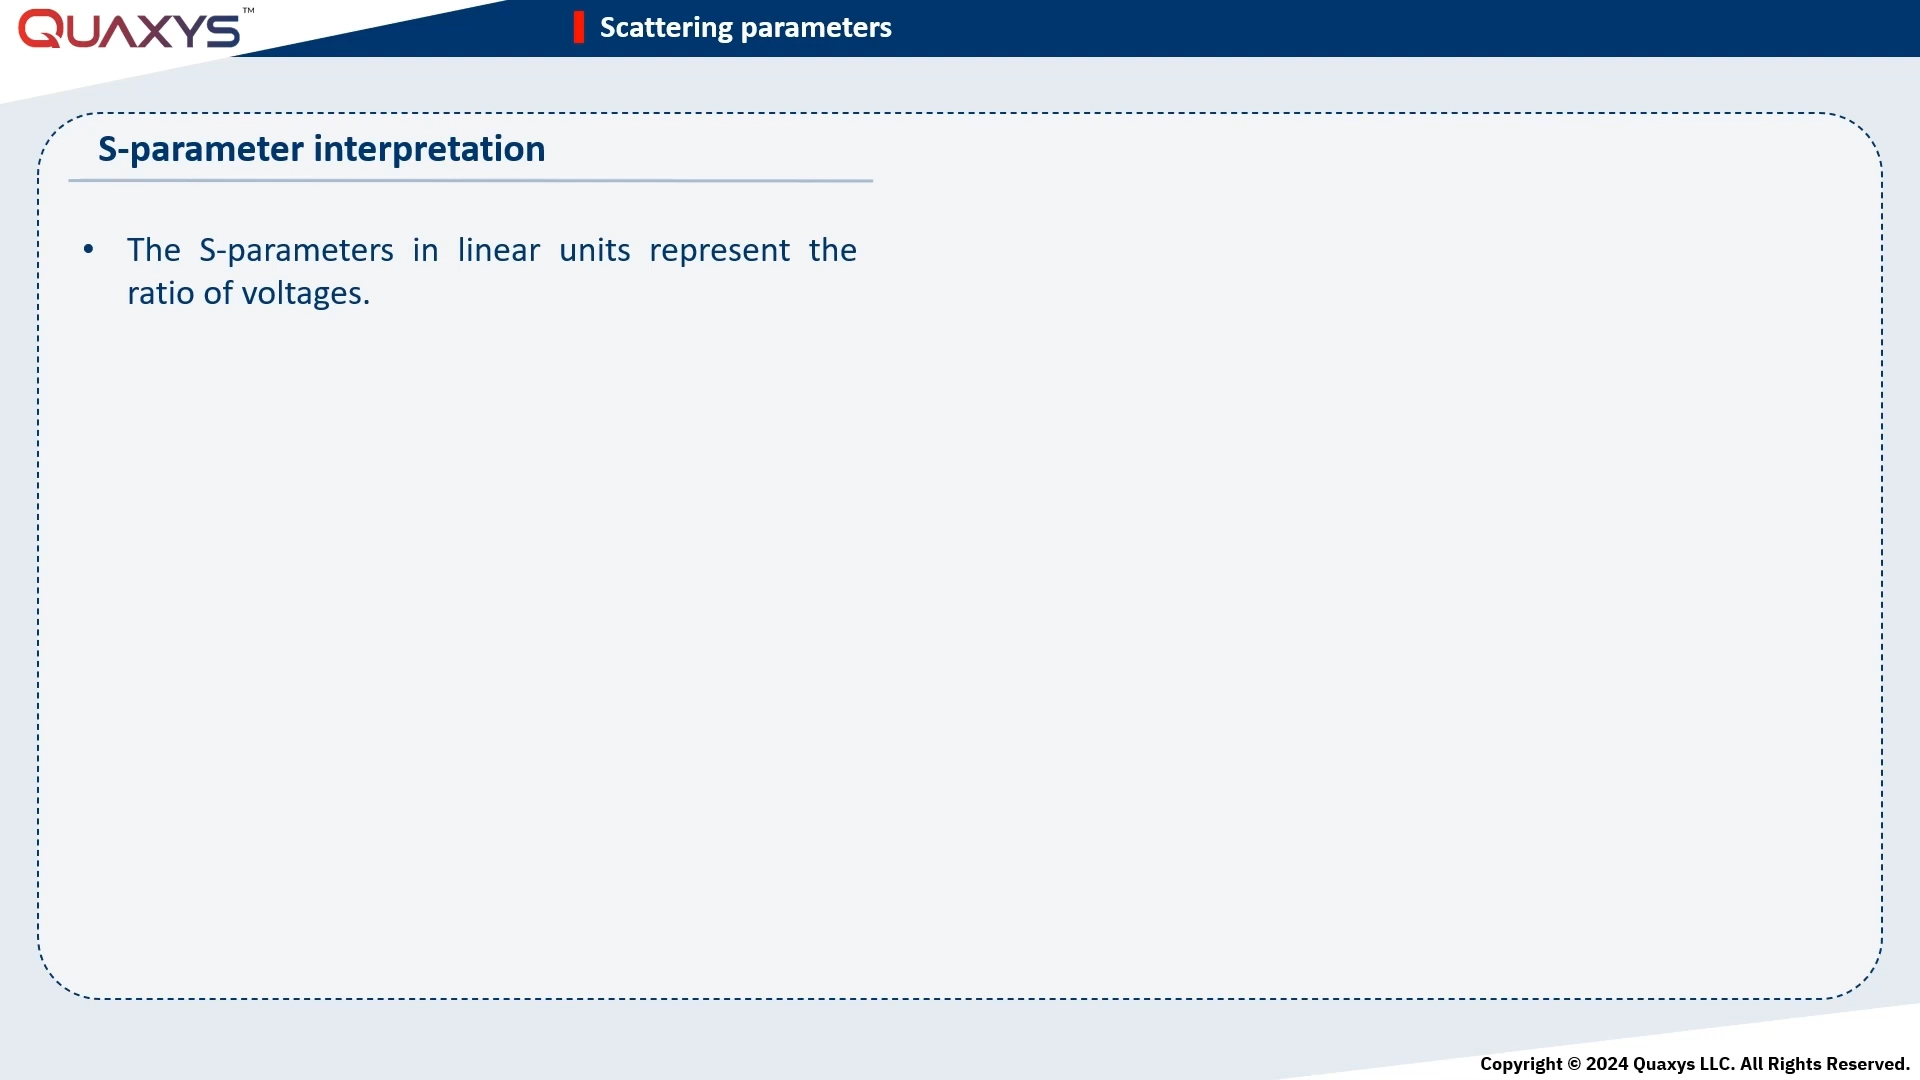 QUAXYS™
Scattering parameters
S-parameter interpretation
• The S-parameters in linear units represent the
ratio of voltages.
Copyright © 2024 Quaxys LLC. All Rights Reserved.